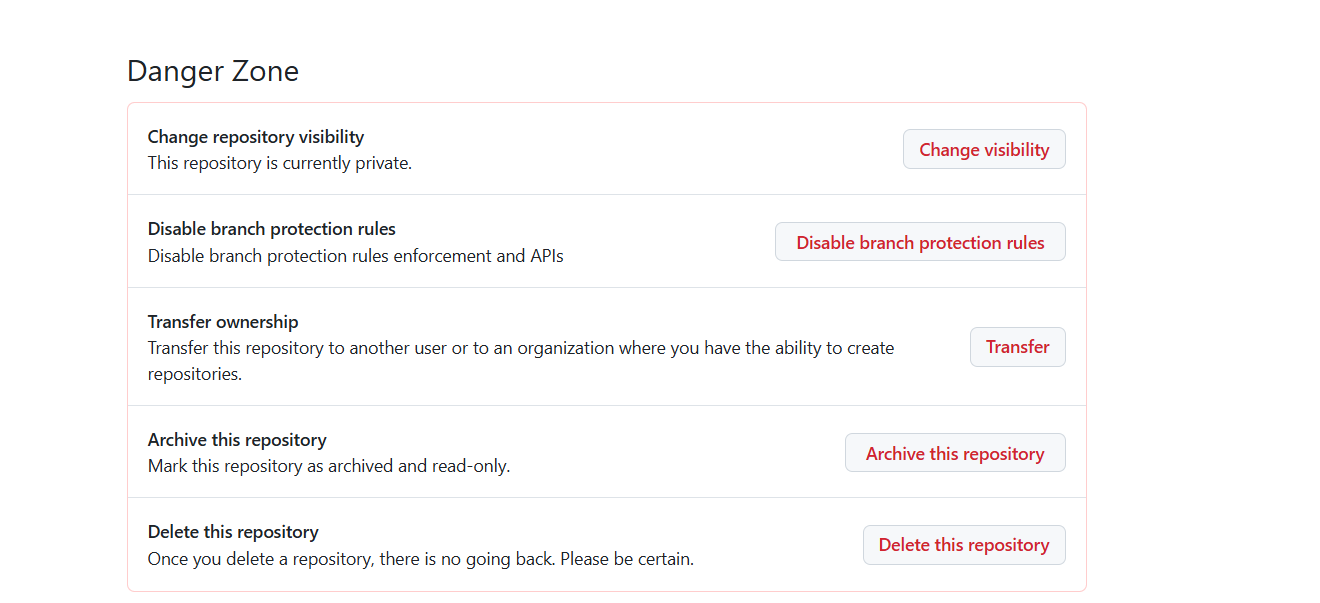 Danger Zone
Change repository visibility
This repository is currently private.
Change visibility
Disable branch protection rules
Disable branch protection rules enforcement and APIs
Disable branch protection rules
Transfer ownership
Transfer this repository to another user or to an organization where you have the ability to create
repositories.
Transfer
Archive this repository
Mark this repository as archived and read-only.
Archive this repository
Delete this repository
Once you delete a repository, there is no going back. Please be certain.
Delete this repository